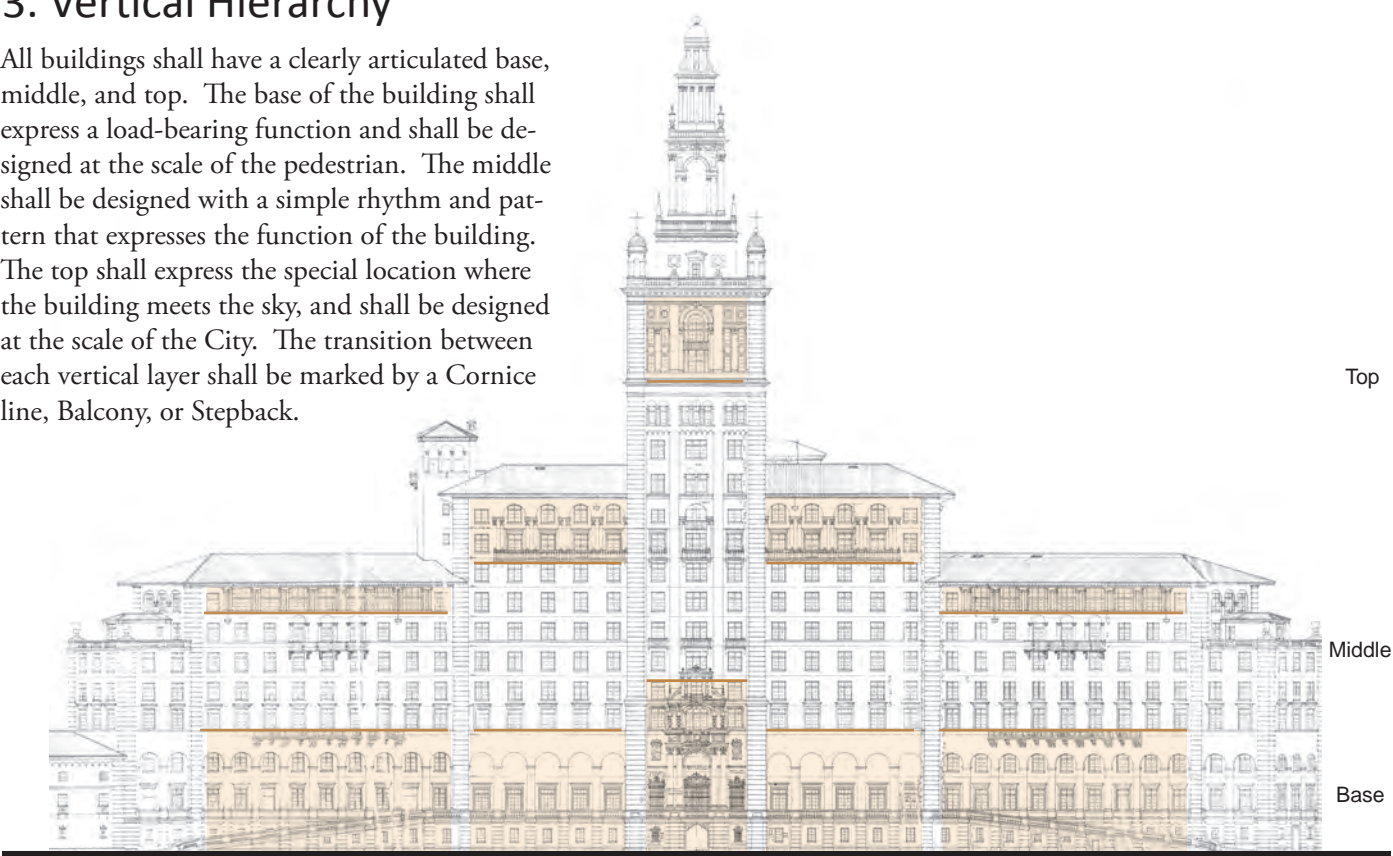 3. Vertical Hierarchy
All buildings shall have a clearly articulated base,
middle, and top.  The base of the building shall
express a load-bearing function and shall be de-
signed at the scale of the pedestrian.  The middle
shall be designed with a simple rhythm and pat-
tern that expresses the function of the building.
The top shall express the special location where
the building meets the sky, and shall be designed
at the scale of the City.  The transition between
each vertical layer shall be marked by a Cornice
line, Balcony, or Stepback.
Top
Middle
Base